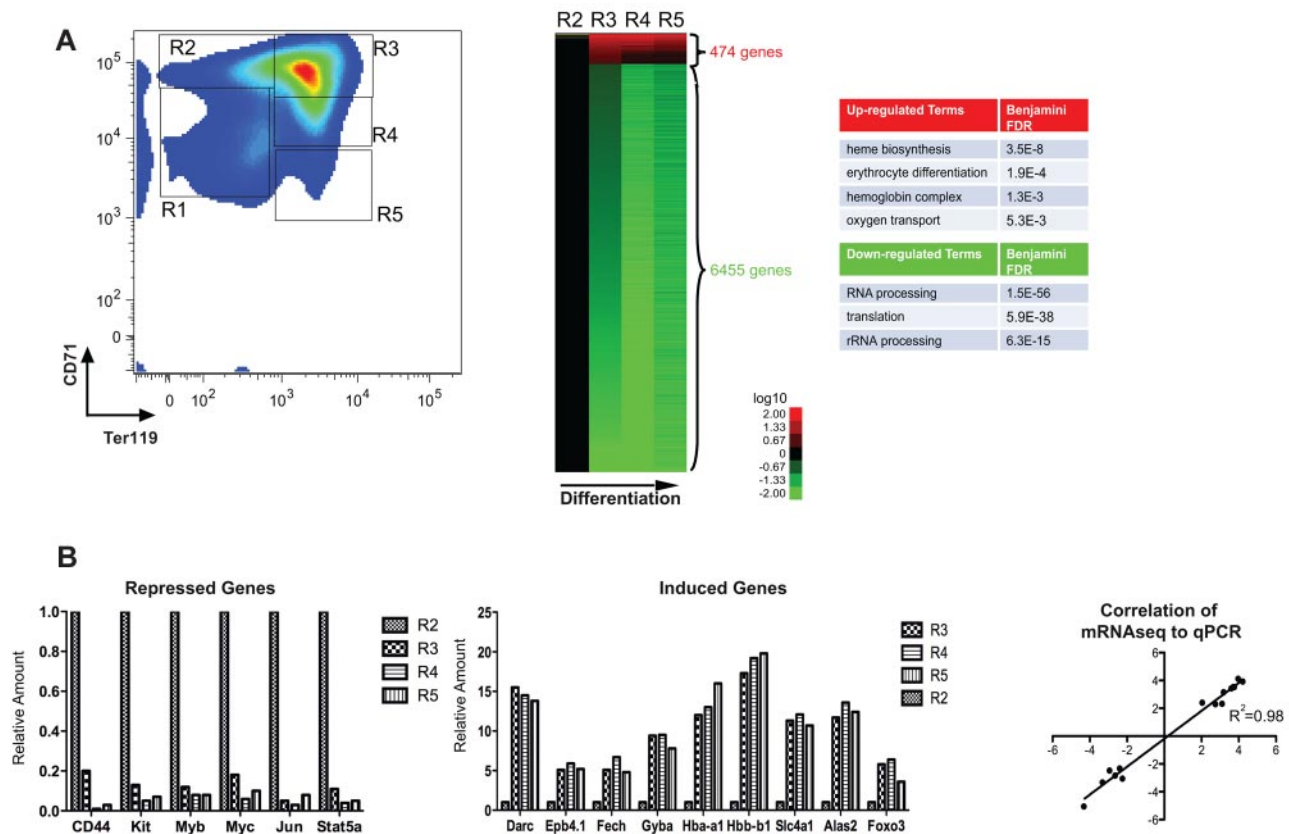 A
R2
R3
R4
R1
R5
10^5
10^4
10^3
10^2
0
0 10^2 10^3 10^4 10^5
CD71
Ter119
R2 R3 R4 R5
474 genes
6455 genes
Differentiation
log10
2.00
1.33
0.67
0
-0.67
-1.33
-2.00
Up-regulated Terms Benjamini FDR
heme biosynthesis 3.5E-8
erythrocyte differentiation 1.9E-4
hemoglobin complex 1.3E-3
oxygen transport 5.3E-3
Down-regulated Terms Benjamini FDR
RNA processing 1.5E-56
translation 5.9E-38
rRNA processing 6.3E-15
B
Repressed Genes
Relative Amount
1.0
0.8
0.6
0.4
0.2
0.0
CD44 Kit Myb Myc Jun Stat5a
R2
R3
R4
R5
Induced Genes
Relative Amount
25
20
15
10
5
0
Darc Epb4.1 Fech Gyba Hba-a1 Hbb-b1 Slc4a1 Alas2 Foxo3
R3
R4
R5
R2
Correlation of
mRNAseq to qPCR
6
4
2
-6 -4 -2 2 4 6
-2
-4
-6
R^2=0.98